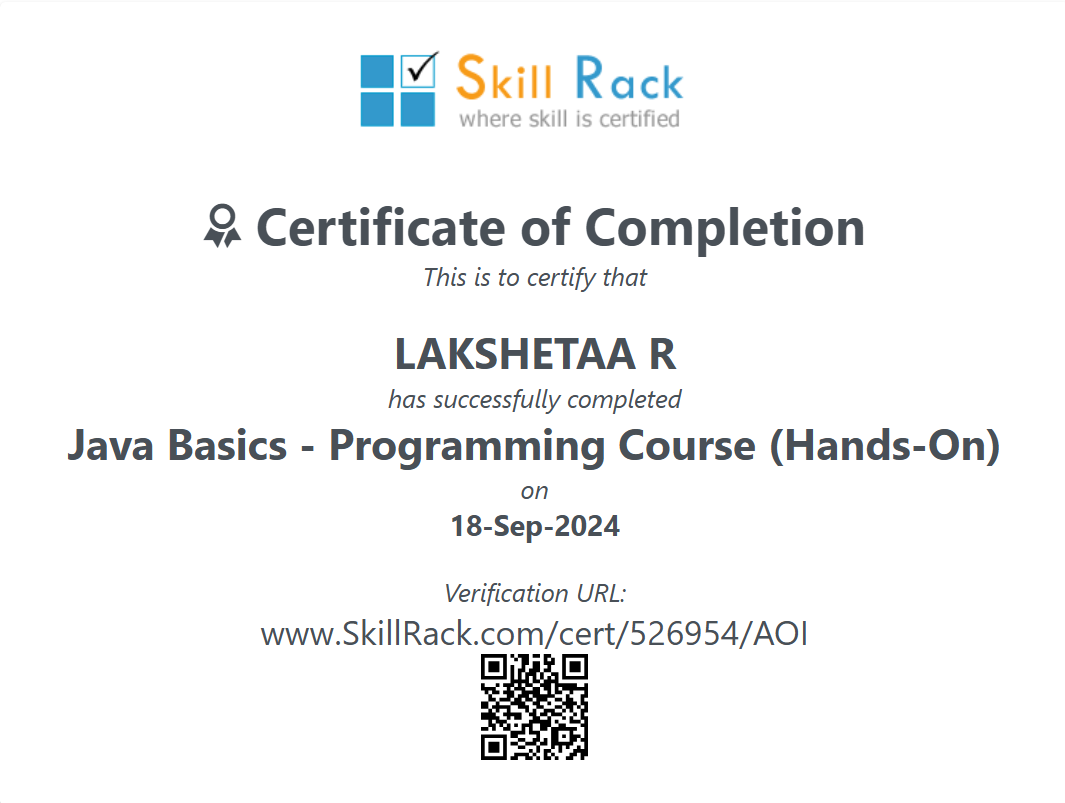 Skill Rack
where skill is certified
Certificate of Completion
This is to certify that
LAKSHETAA R
has successfully completed
Java Basics - Programming Course (Hands-On)
on
18-Sep-2024
Verification URL:
www.SkillRack.com/cert/526954/AOI